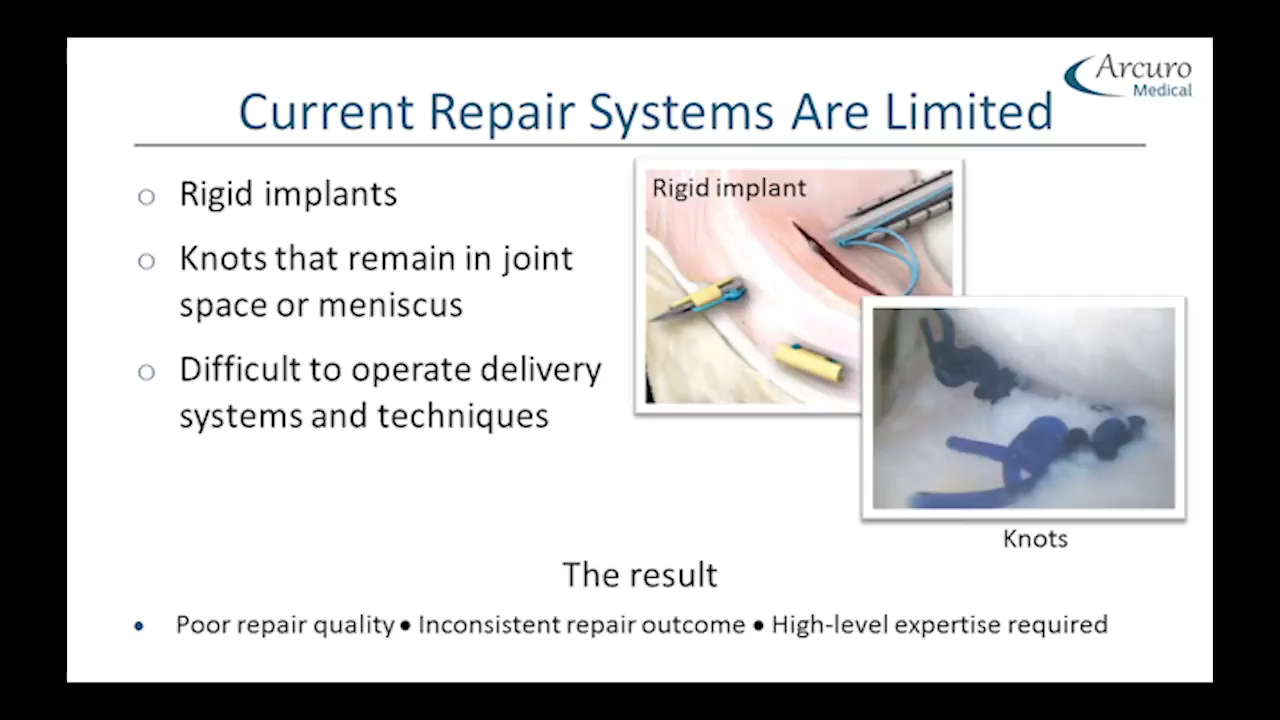 Arcuro
Medical
Current Repair Systems Are Limited
○ Rigid implants
○ Knots that remain in joint
space or meniscus
○ Difficult to operate delivery
systems and techniques
Rigid implant
Knots
The result
• Poor repair quality • Inconsistent repair outcome • High-level expertise required